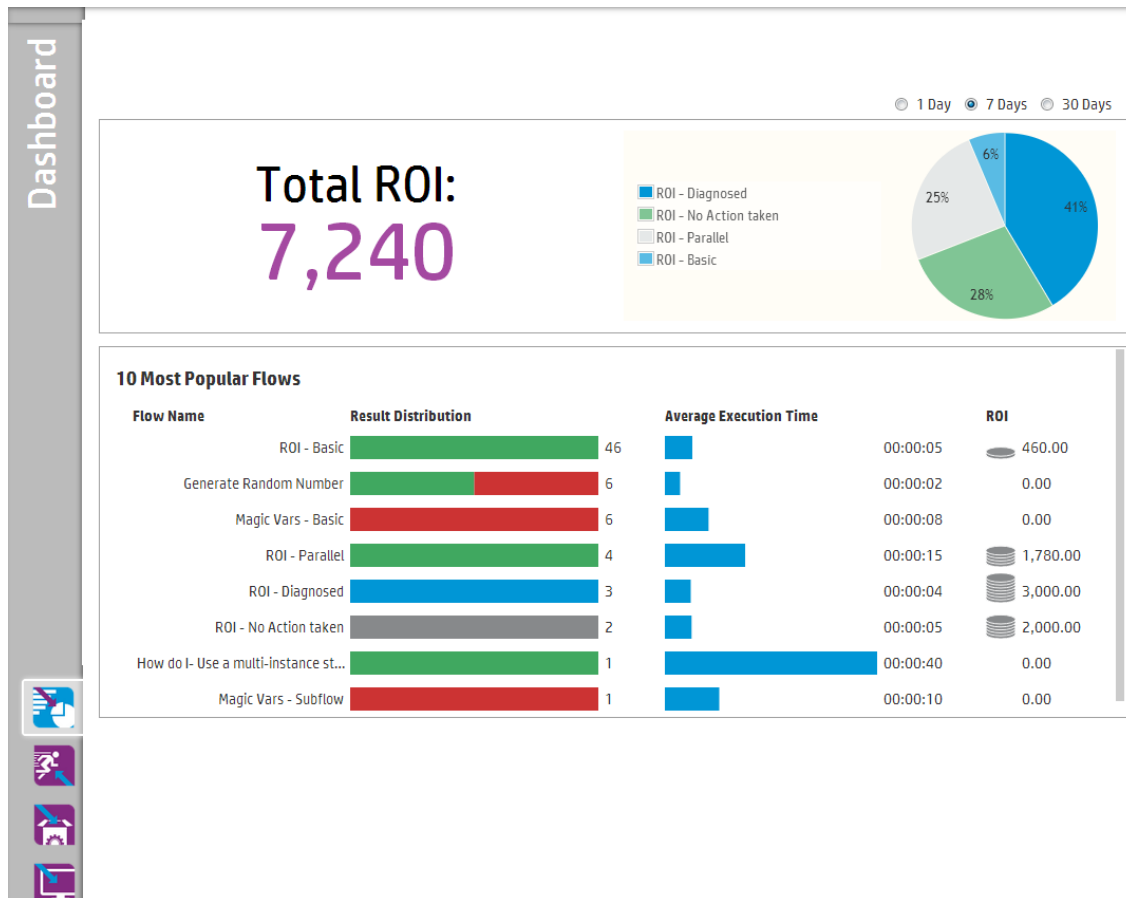 Dashboard
1 Day 7 Days 30 Days
Total ROI:
7,240
ROI - Diagnosed
ROI - No Action taken
ROI - Parallel
ROI - Basic
6%
25%
41%
28%
10 Most Popular Flows
Flow Name Result Distribution Average Execution Time ROI
ROI - Basic 46 00:00:05 460.00
Generate Random Number 6 00:00:02 0.00
Magic Vars - Basic 6 00:00:08 0.00
ROI - Parallel 4 00:00:15 1,780.00
ROI - Diagnosed 3 00:00:04 3,000.00
ROI - No Action taken 2 00:00:05 2,000.00
How do I- Use a multi-instance st... 1 00:00:40 0.00
Magic Vars - Subflow 1 00:00:10 0.00